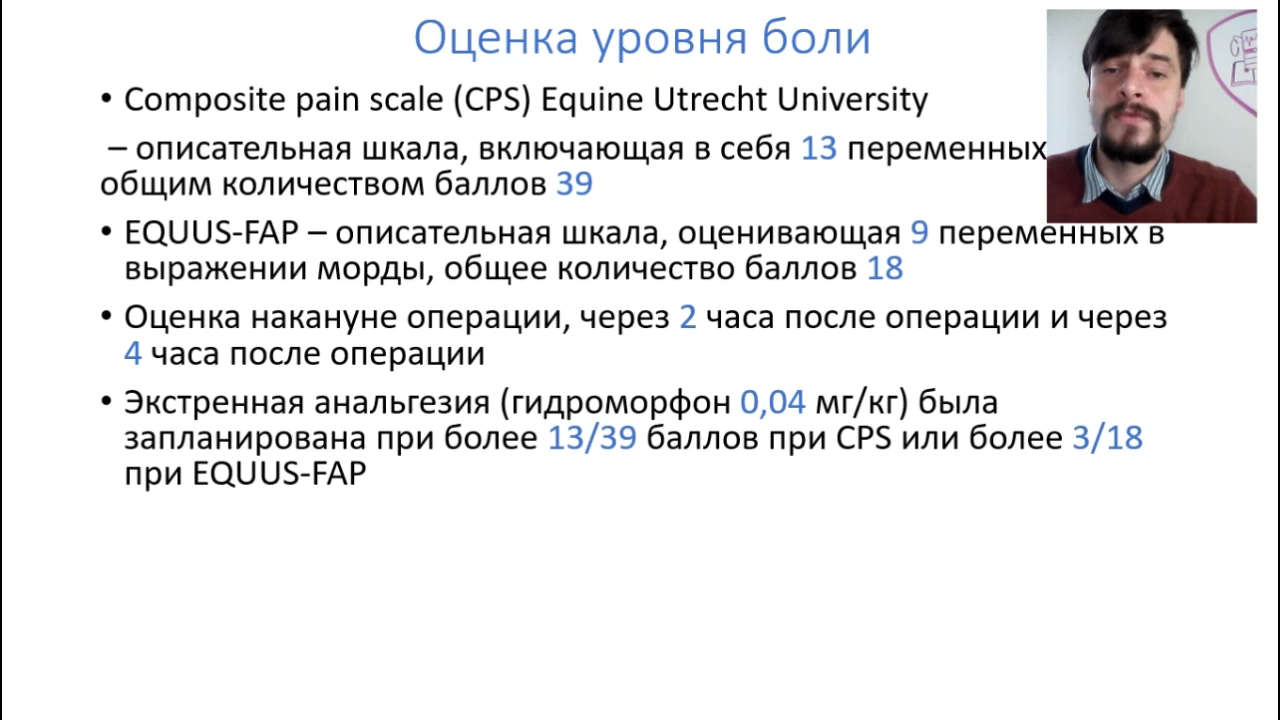 Оценка уровня боли
• Composite pain scale (CPS) Equine Utrecht University
– описательная шкала, включающая в себя 13 переменных
общим количеством баллов 39
• EQUUS-FAP – описательная шкала, оценивающая 9 переменных в
выражении морды, общее количество баллов 18
• Оценка накануне операции, через 2 часа после операции и через
4 часа после операции
• Экстренная анальгезия (гидроморфон 0,04 мг/кг) была
запланирована при более 13/39 баллов при CPS или более 3/18
при EQUUS-FAP